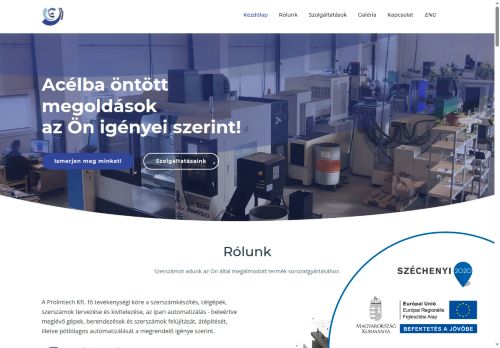 Kezdőlap Rólunk Szolgáltatások Galéria Kapcsolat ENG
Acélba öntött
megoldások
az Ön igényei szerint!
Ismerjen meg minket! Szolgáltatásaink
Rólunk
Szerszámot adunk az Ön által megálmodott termék sorozatgyártásához.
A Prolintech Kft. fő tevékenységi köre a szerszámkészítés, célgépek,
szerszámok tervezése és kivitelezése, az ipari automatizálás - beleértve
meglévő gépek, berendezések és szerszámok felújítását, átépítését,
illetve pótlólagos automatizálását a megrendelő igénye szerint.
SZÉCHENYI 2020
Magyarország
Kormánya
Európai Unió
Európai Regionális
Fejlesztési Alap
BEFEKTETÉS A JÖVŐBE